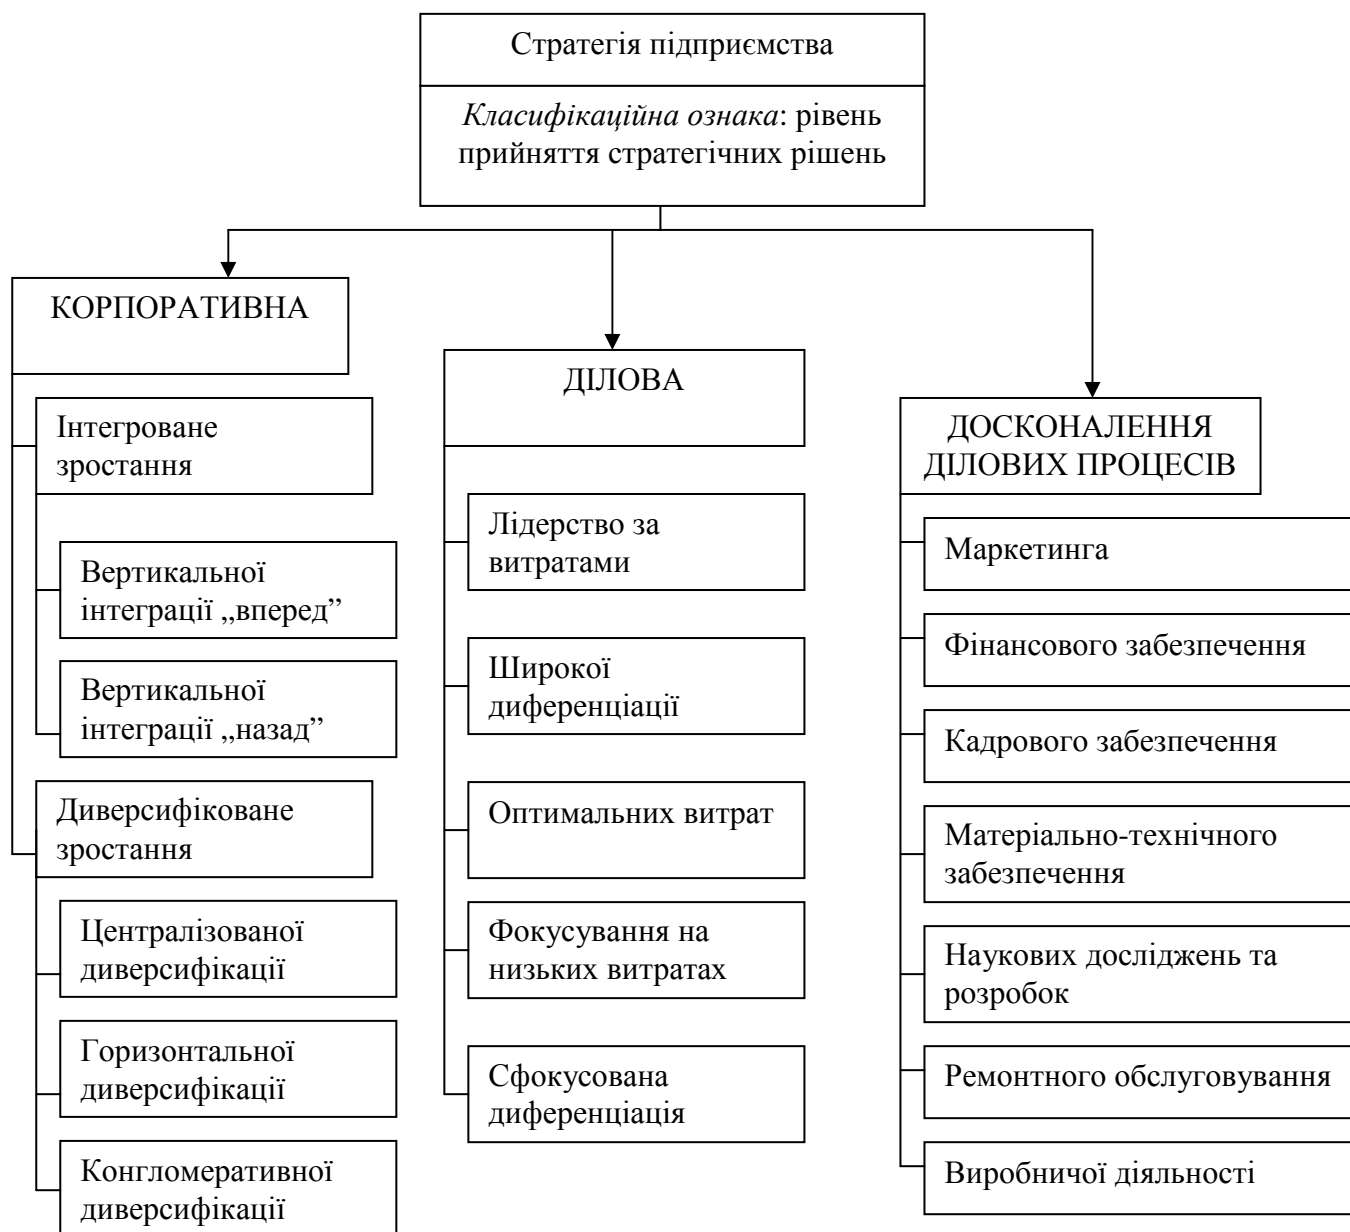 Стратегія підприємства
Класифікаційна ознака: рівень
прийняття стратегічних рішень
КОРПОРАТИВНА
Інтегроване
зростання
Вертикальної
інтеграції „вперед”
Вертикальної
інтеграції „назад”
Диверсифіковане
зростання
Централізованої
диверсифікації
Горизонтальної
диверсифікації
Конгломеративної
диверсифікації
ДІЛОВА
Лідерство за
витратами
Широкої
диференціації
Оптимальних витрат
Фокусування на
низьких витратах
Сфокусована
диференціація
ДОСКОНАЛЕННЯ
ДІЛОВИХ ПРОЦЕСІВ
Маркетинга
Фінансового забезпечення
Кадрового забезпечення
Матеріально-технічного
забезпечення
Наукових досліджень та
розробок
Ремонтного обслуговування
Виробничої діяльності